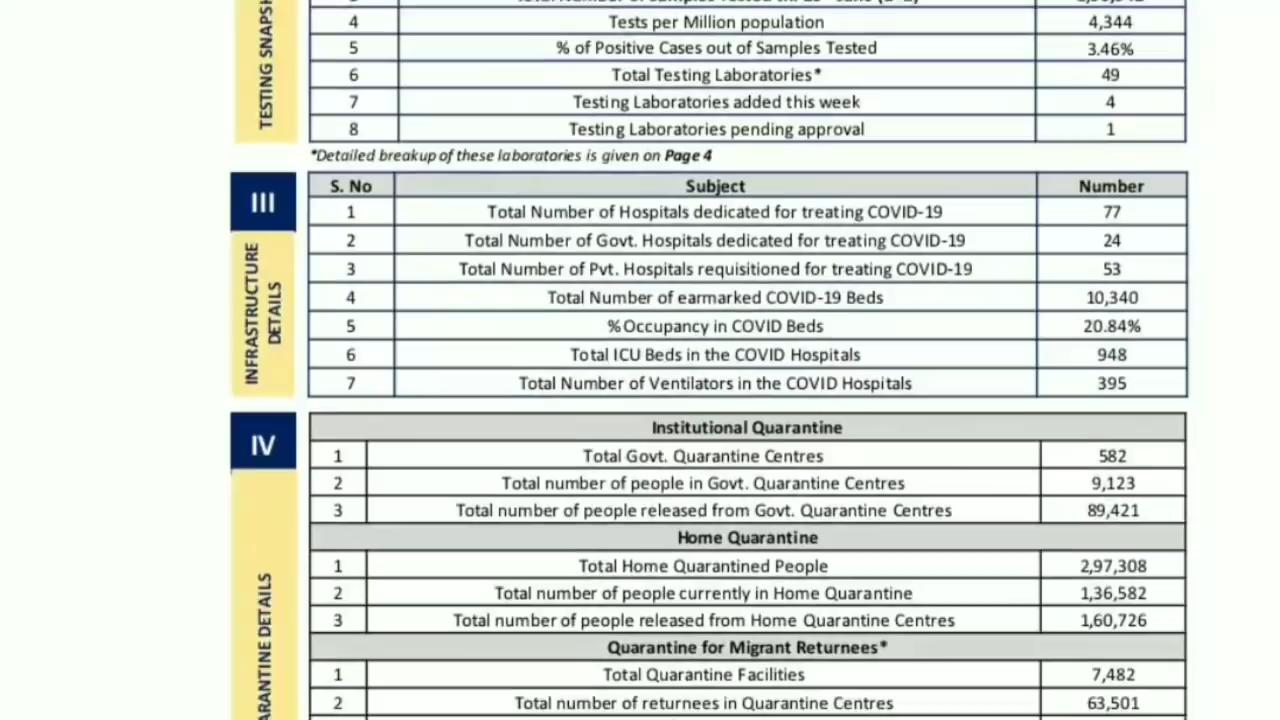 TESTING SNAPSH
4 Tests per Million population 4,344
5 % of Positive Cases out of Samples Tested 3.46%
6 Total Testing Laboratories* 49
7 Testing Laboratories added this week 4
8 Testing Laboratories pending approval 1
*Detailed breakup of these laboratories is given on Page 4
III
INFRASTRUCTURE
DETAILS
S. No Subject Number
1 Total Number of Hospitals dedicated for treating COVID-19 77
2 Total Number of Govt. Hospitals dedicated for treating COVID-19 24
3 Total Number of Pvt. Hospitals requisitioned for treating COVID-19 53
4 Total Number of earmarked COVID-19 Beds 10,340
5 %Occupancy in COVID Beds 20.84%
6 Total ICU Beds in the COVID Hospitals 948
7 Total Number of Ventilators in the COVID Hospitals 395
IV
ARANTINE DETAILS
Institutional Quarantine
1 Total Govt. Quarantine Centres 582
2 Total number of people in Govt. Quarantine Centres 9,123
3 Total number of people released from Govt. Quarantine Centres 89,421
Home Quarantine
1 Total Home Quarantined People 2,97,308
2 Total number of people currently in Home Quarantine 1,36,582
3 Total number of people released from Home Quarantine Centres 1,60,726
Quarantine for Migrant Returnees*
1 Total Quarantine Facilities 7,482
2 Total number of returnees in Quarantine Centres 63,501